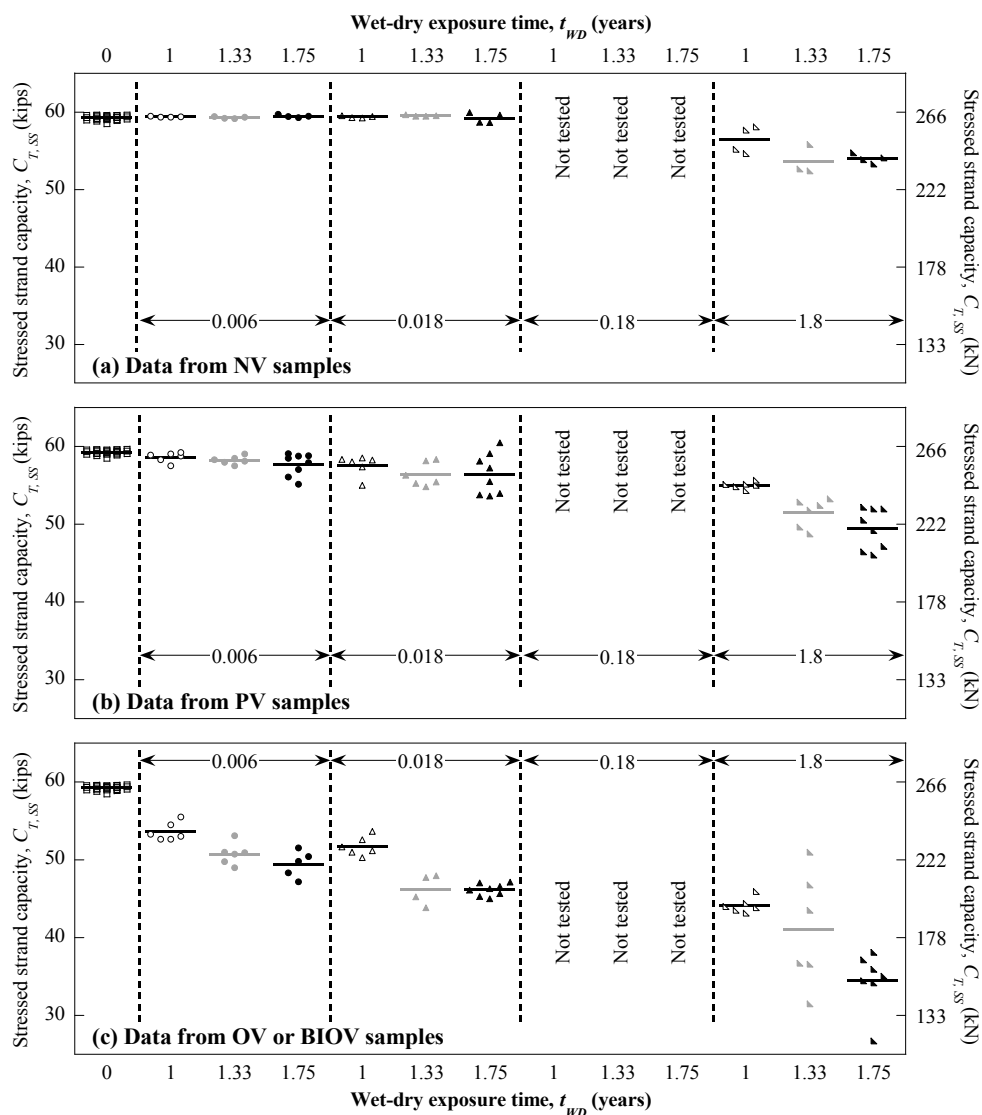 Wet-dry exposure time, t_WD (years)
0 1 1.33 1.75 1 1.33 1.75 1 1.33 1.75 1 1.33 1.75
Stressed strand capacity, C_T, SS (kips)
60
50
40
30
Not tested
Not tested
Not tested
0.006 0.018 0.18 1.8
(a) Data from NV samples
266
222
178
133
Stressed strand capacity, C_T, SS (kN)
Stressed strand capacity, C_T, SS (kips)
60
50
40
30
Not tested
Not tested
Not tested
0.006 0.018 0.18 1.8
(b) Data from PV samples
266
222
178
133
Stressed strand capacity, C_T, SS (kN)
Stressed strand capacity, C_T, SS (kips)
60
50
40
30
0.006 0.018 0.18 1.8
Not tested
Not tested
Not tested
(c) Data from OV or BIOV samples
266
222
178
133
Stressed strand capacity, C_T, SS (kN)
0 1 1.33 1.75 1 1.33 1.75 1 1.33 1.75 1 1.33 1.75
Wet-dry exposure time, t_WD (years)